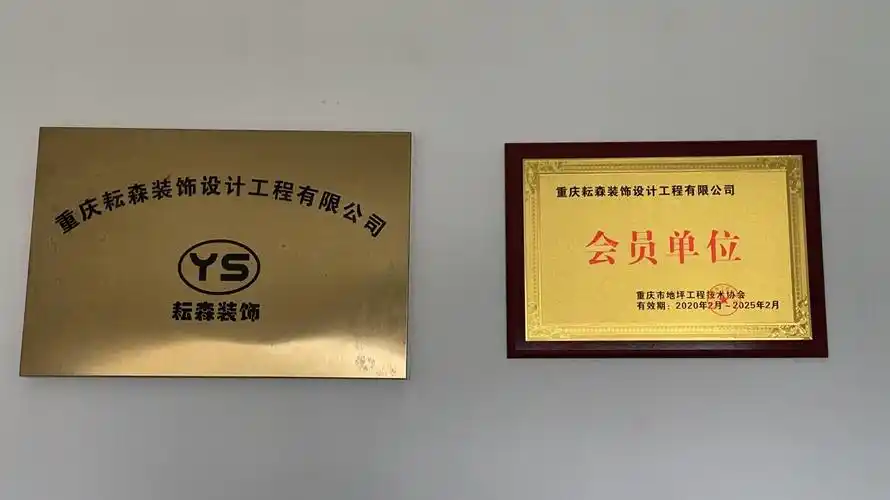 重庆耘森装饰设计工程有限公司
YS
耘森装饰
重庆耘森装饰设计工程有限公司
会员单位
重庆市地坪工程技术协会
有效期：2020年2月～2025年2月